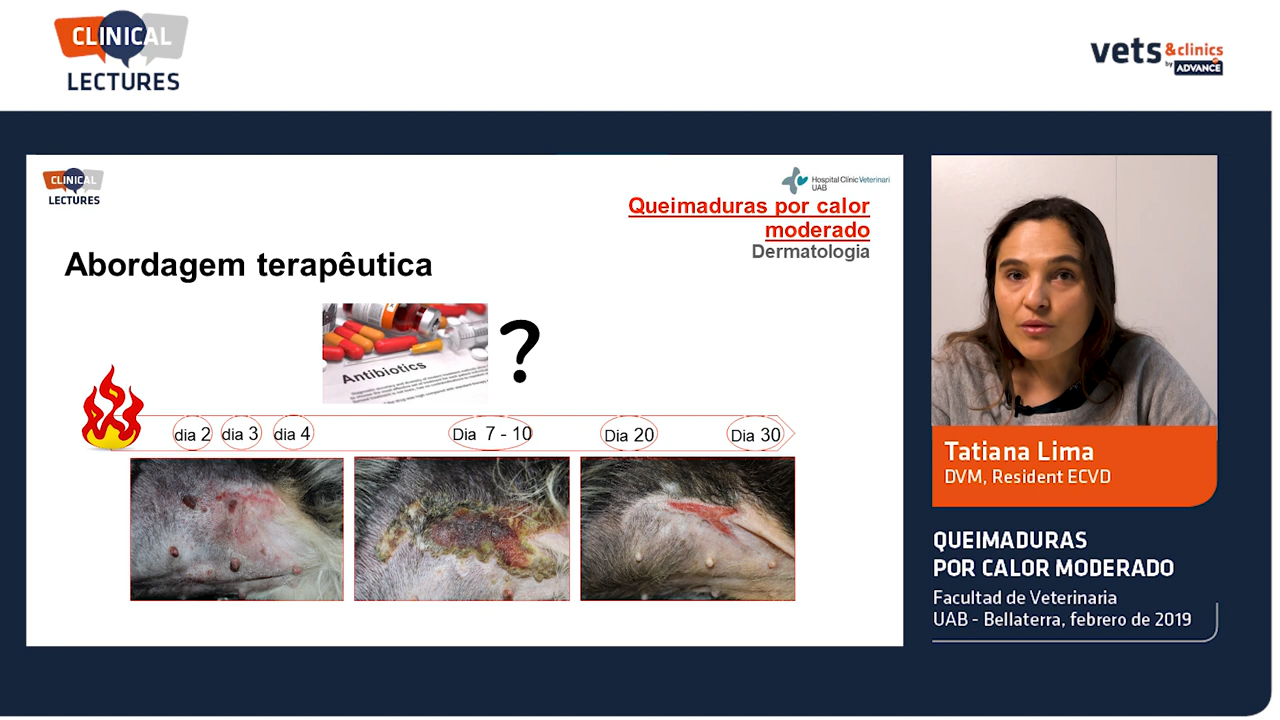 CLINICAL
LECTURES
vets &clinics
by ADVANCE
CLINICAL
LECTURES
Hospital Clínic Veterinari
UAB
Queimaduras por calor
moderado
Dermatologia
Abordagem terapêutica
Antibiotics
?
dia 2
dia 3
dia 4
Dia 7 - 10
Dia 20
Dia 30
Tatiana Lima
DVM, Resident ECVD
QUEIMADURAS
POR CALOR MODERADO
Facultad de Veterinaria
UAB - Bellaterra, febrero de 2019